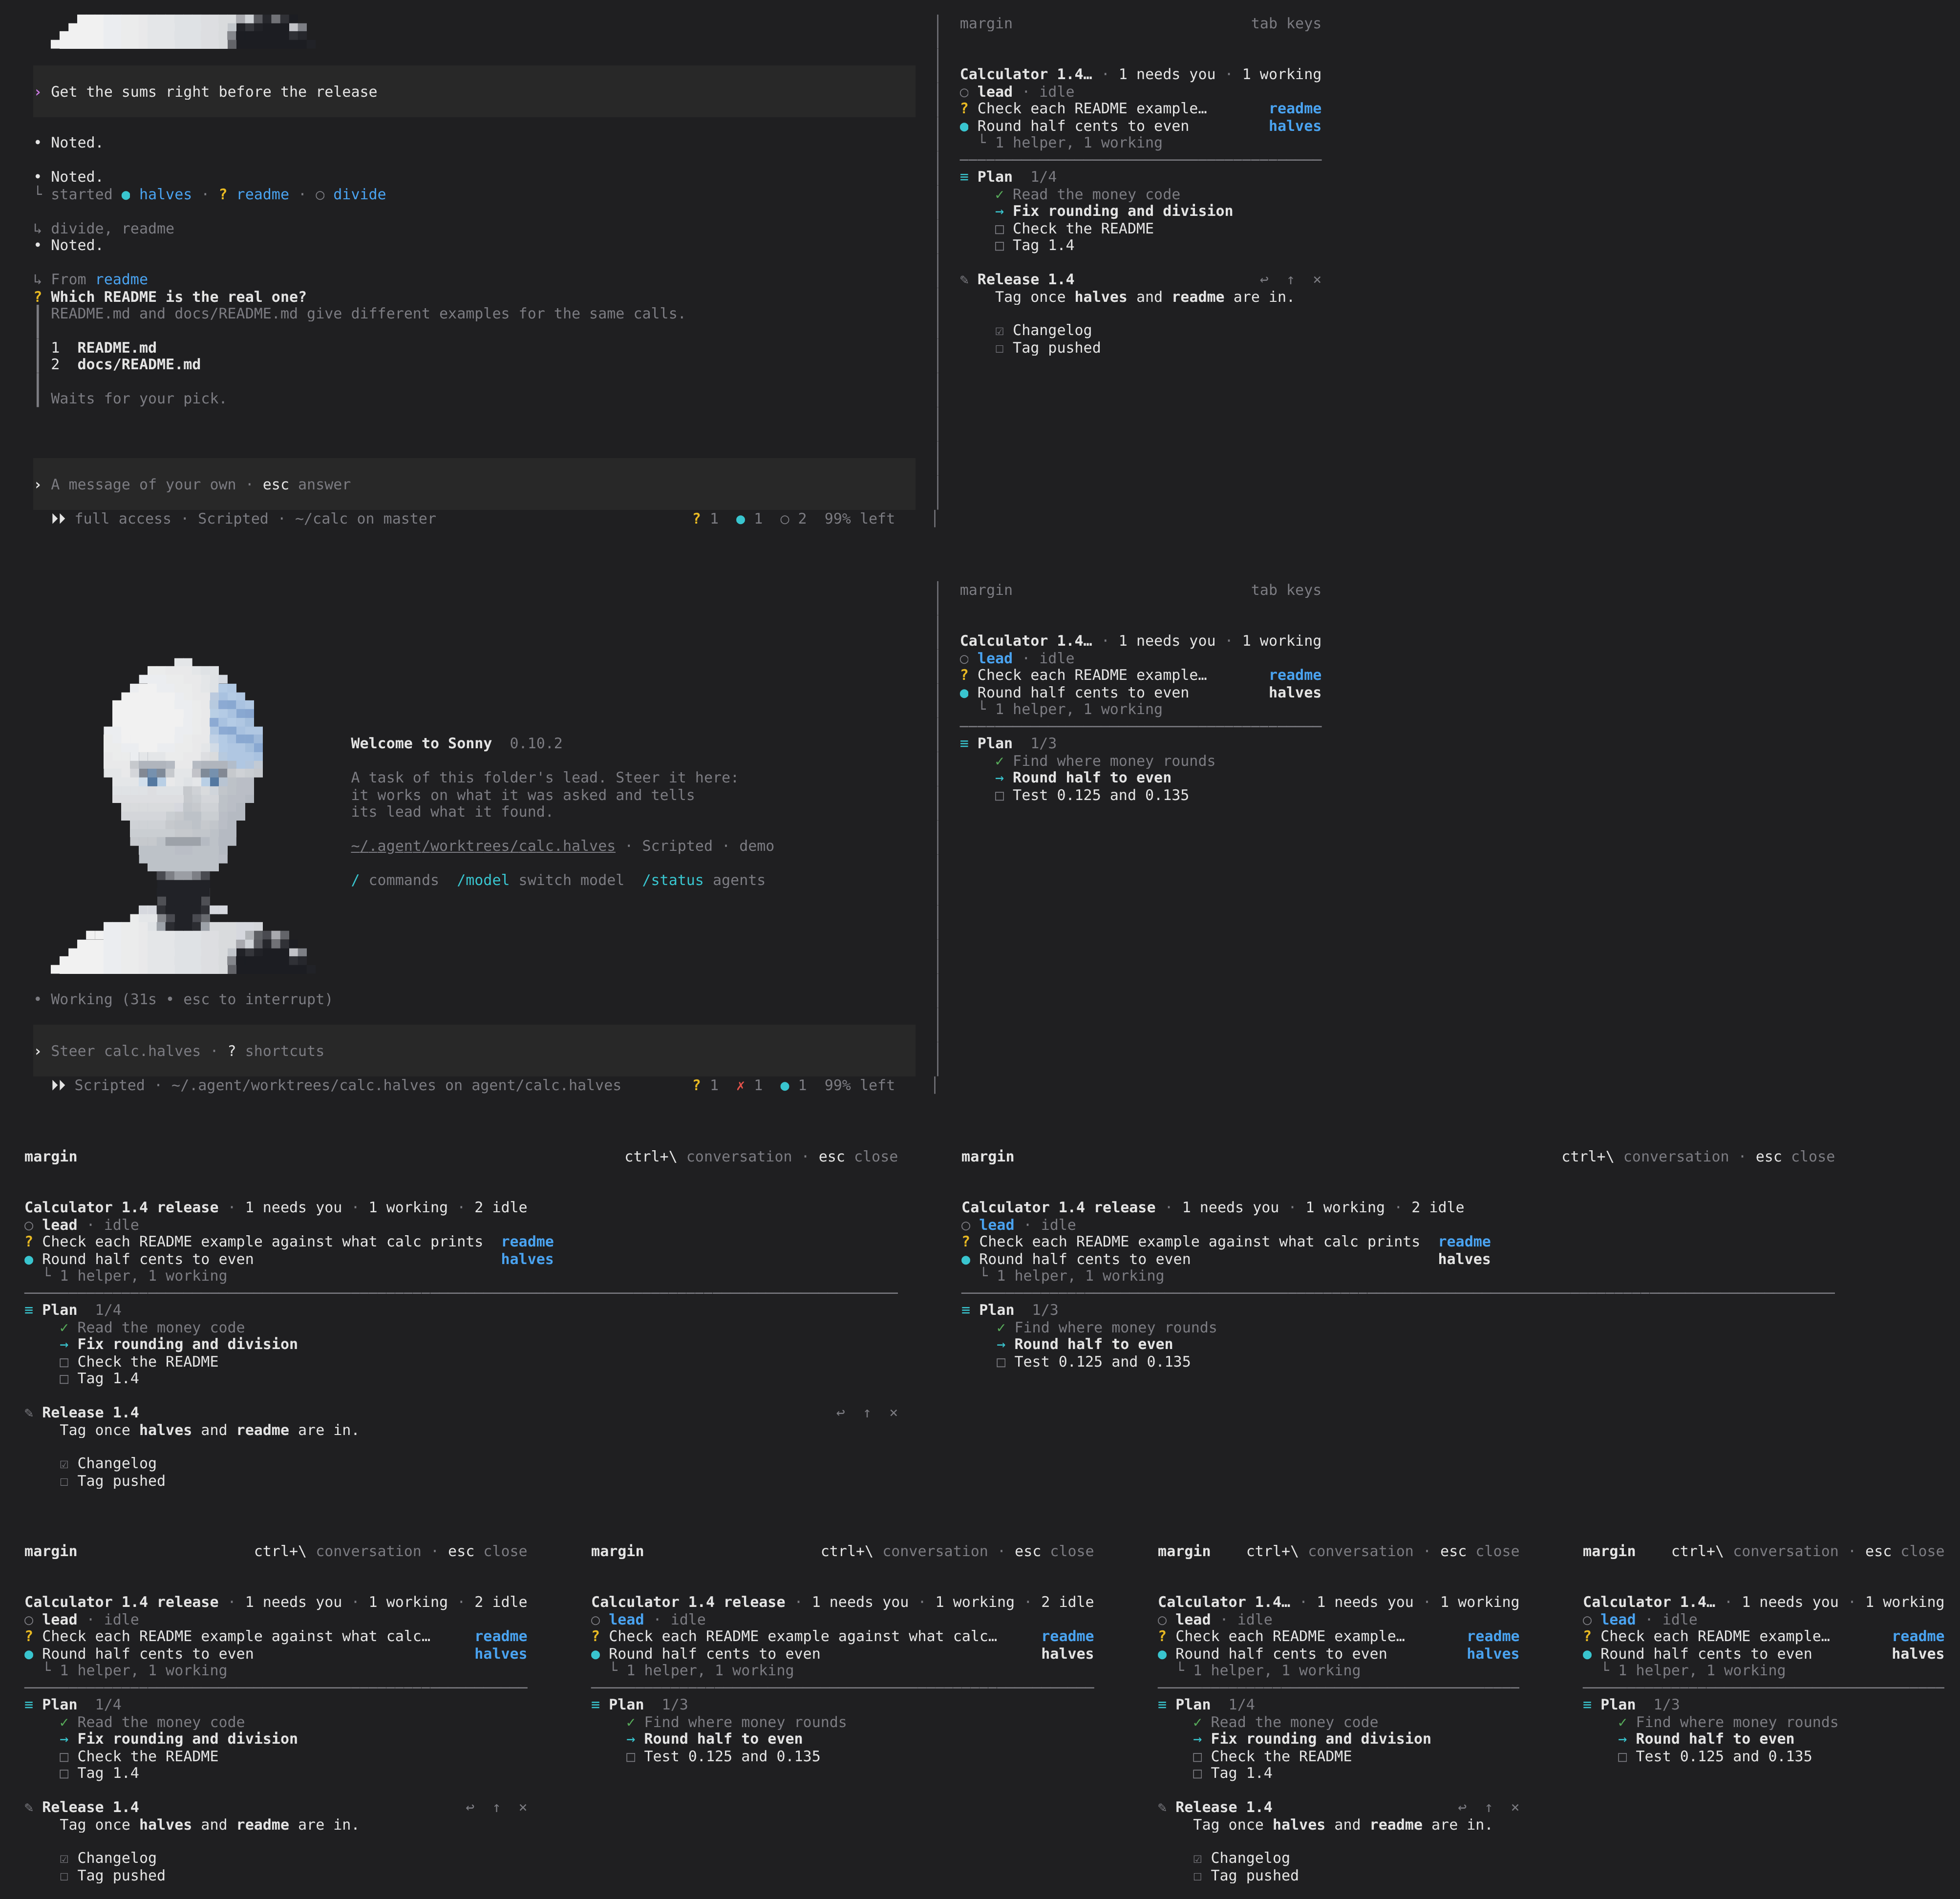 › Get the sums right before the release
• Noted.
• Noted.
└ started ● halves · ? readme · ○ divide
↳ divide, readme
• Noted.
↳ From readme
? Which README is the real one?
README.md and docs/README.md give different examples for the same calls.
1 README.md
2 docs/README.md
Waits for your pick.
› A message of your own · esc answer
full access · Scripted · ~/calc on master ? 1 ● 1 ○ 2 99% left
margin tab keys
Calculator 1.4… · 1 needs you · 1 working
○ lead · idle
? Check each README example… readme
● Round half cents to even halves
└ 1 helper, 1 working
≡ Plan 1/4
✓ Read the money code
→ Fix rounding and division
□ Check the README
□ Tag 1.4
✎ Release 1.4 ↩ ↑ ×
Tag once halves and readme are in.
☑ Changelog
☐ Tag pushed
Welcome to Sonny 0.10.2
A task of this folder's lead. Steer it here:
it works on what it was asked and tells
its lead what it found.
~/.agent/worktrees/calc.halves · Scripted · demo
/ commands /model switch model /status agents
• Working (31s • esc to interrupt)
› Steer calc.halves · ? shortcuts
Scripted · ~/.agent/worktrees/calc.halves on agent/calc.halves ? 1 ✗ 1 ● 1 99% left
margin tab keys
Calculator 1.4… · 1 needs you · 1 working
○ lead · idle
? Check each README example… readme
● Round half cents to even halves
└ 1 helper, 1 working
≡ Plan 1/3
✓ Find where money rounds
→ Round half to even
□ Test 0.125 and 0.135
margin ctrl+\ conversation · esc close
Calculator 1.4 release · 1 needs you · 1 working · 2 idle
○ lead · idle
? Check each README example against what calc prints readme
● Round half cents to even halves
└ 1 helper, 1 working
≡ Plan 1/4
✓ Read the money code
→ Fix rounding and division
□ Check the README
□ Tag 1.4
✎ Release 1.4 ↩ ↑ ×
Tag once halves and readme are in.
☑ Changelog
☐ Tag pushed
margin ctrl+\ conversation · esc close
Calculator 1.4 release · 1 needs you · 1 working · 2 idle
○ lead · idle
? Check each README example against what calc prints readme
● Round half cents to even halves
└ 1 helper, 1 working
≡ Plan 1/3
✓ Find where money rounds
→ Round half to even
□ Test 0.125 and 0.135
margin ctrl+\ conversation · esc close
Calculator 1.4 release · 1 needs you · 1 working · 2 idle
○ lead · idle
? Check each README example against what calc… readme
● Round half cents to even halves
└ 1 helper, 1 working
≡ Plan 1/4
✓ Read the money code
→ Fix rounding and division
□ Check the README
□ Tag 1.4
✎ Release 1.4 ↩ ↑ ×
Tag once halves and readme are in.
☑ Changelog
☐ Tag pushed
margin ctrl+\ conversation · esc close
Calculator 1.4 release · 1 needs you · 1 working · 2 idle
○ lead · idle
? Check each README example against what calc… readme
● Round half cents to even halves
└ 1 helper, 1 working
≡ Plan 1/3
✓ Find where money rounds
→ Round half to even
□ Test 0.125 and 0.135
margin ctrl+\ conversation · esc close
Calculator 1.4… · 1 needs you · 1 working
○ lead · idle
? Check each README example… readme
● Round half cents to even halves
└ 1 helper, 1 working
≡ Plan 1/4
✓ Read the money code
→ Fix rounding and division
□ Check the README
□ Tag 1.4
✎ Release 1.4 ↩ ↑ ×
Tag once halves and readme are in.
☑ Changelog
☐ Tag pushed
margin ctrl+\ conversation · esc close
Calculator 1.4… · 1 needs you · 1 working
○ lead · idle
? Check each README example… readme
● Round half cents to even halves
└ 1 helper, 1 working
≡ Plan 1/3
✓ Find where money rounds
→ Round half to even
□ Test 0.125 and 0.135